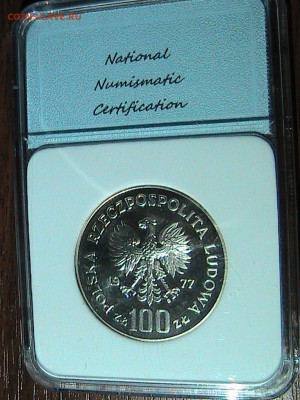 National
Numismatic
Certification
POLSKA RZECZPOSPOLITA LUDOWA
19 77
ZŁ 100 ZŁ